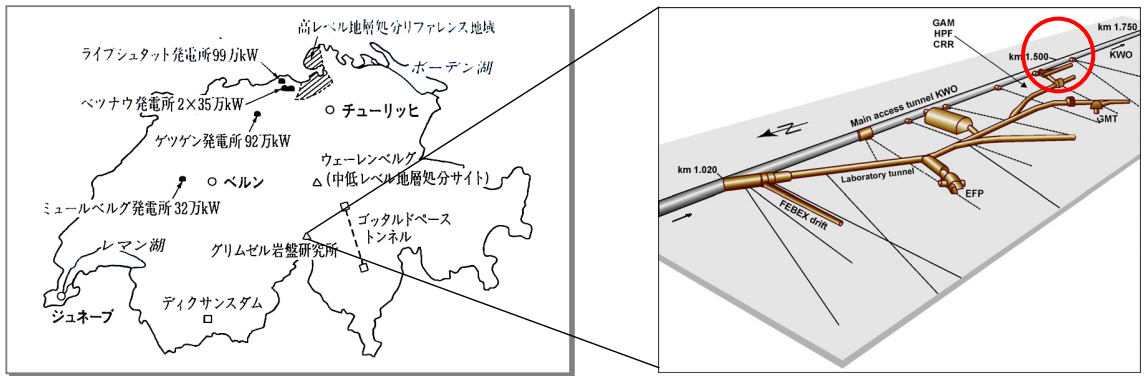 高レベル地層処分リファレンス地域
ライプシュタット発電所99万kW
ボーデン湖
ベツナウ発電所 2×35万kW
チューリッヒ
ゲツゲン発電所 92万kW
ウェーレンベルグ
(中低レベル地層処分サイト)
ベルン
ミュールベルグ発電所 32万kW
ゴッタルドベース
トンネル
レマン湖
グリムゼル岩盤研究所
ディクサンスダム
ジュネーブ
GAM
HPF
CRR
km 1.750
km 1.500
KWO
Main access tunnel KWO
GMT
N
km 1.020
Laboratory tunnel
EFP
FEBEX drift